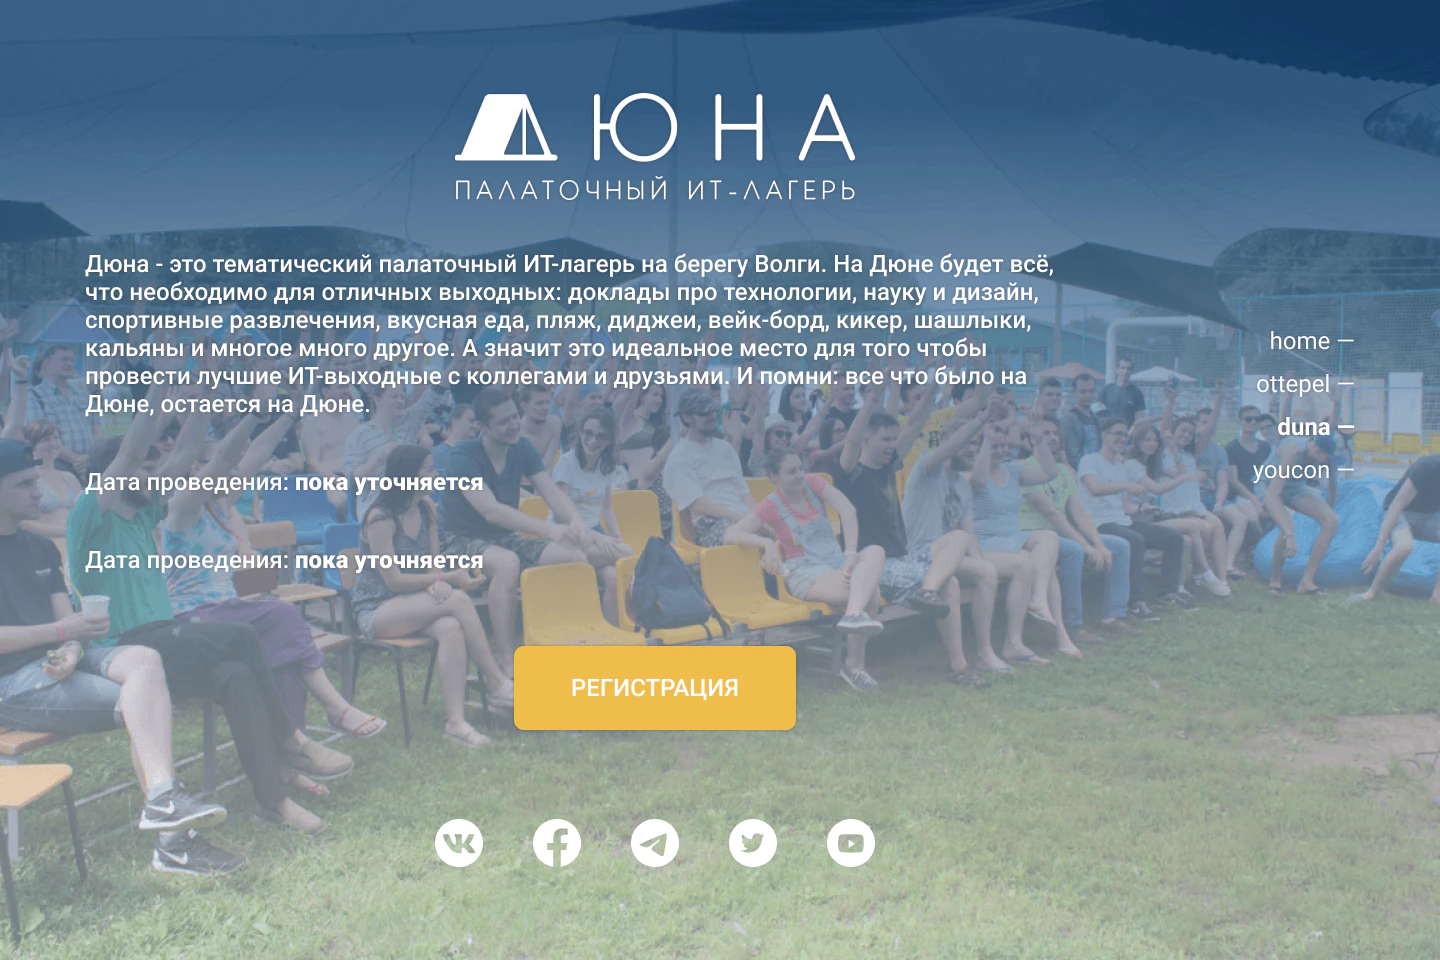 ДЮНА
ПАЛАТОЧНЫЙ ИТ-ЛАГЕРЬ
Дюна - это тематический палаточный ИТ-лагерь на берегу Волги. На Дюне будет всё,
что необходимо для отличных выходных: доклады про технологии, науку и дизайн,
спортивные развлечения, вкусная еда, пляж, диджеи, вейк-борд, кикер, шашлыки,
кальяны и многое много другое. А значит это идеальное место для того чтобы
провести лучшие ИТ-выходные с коллегами и друзьями. И помни: все что было на
Дюне, остается на Дюне.
Дата проведения: пока уточняется
Дата проведения: пока уточняется
РЕГИСТРАЦИЯ
home
ottepel
duna
youcon